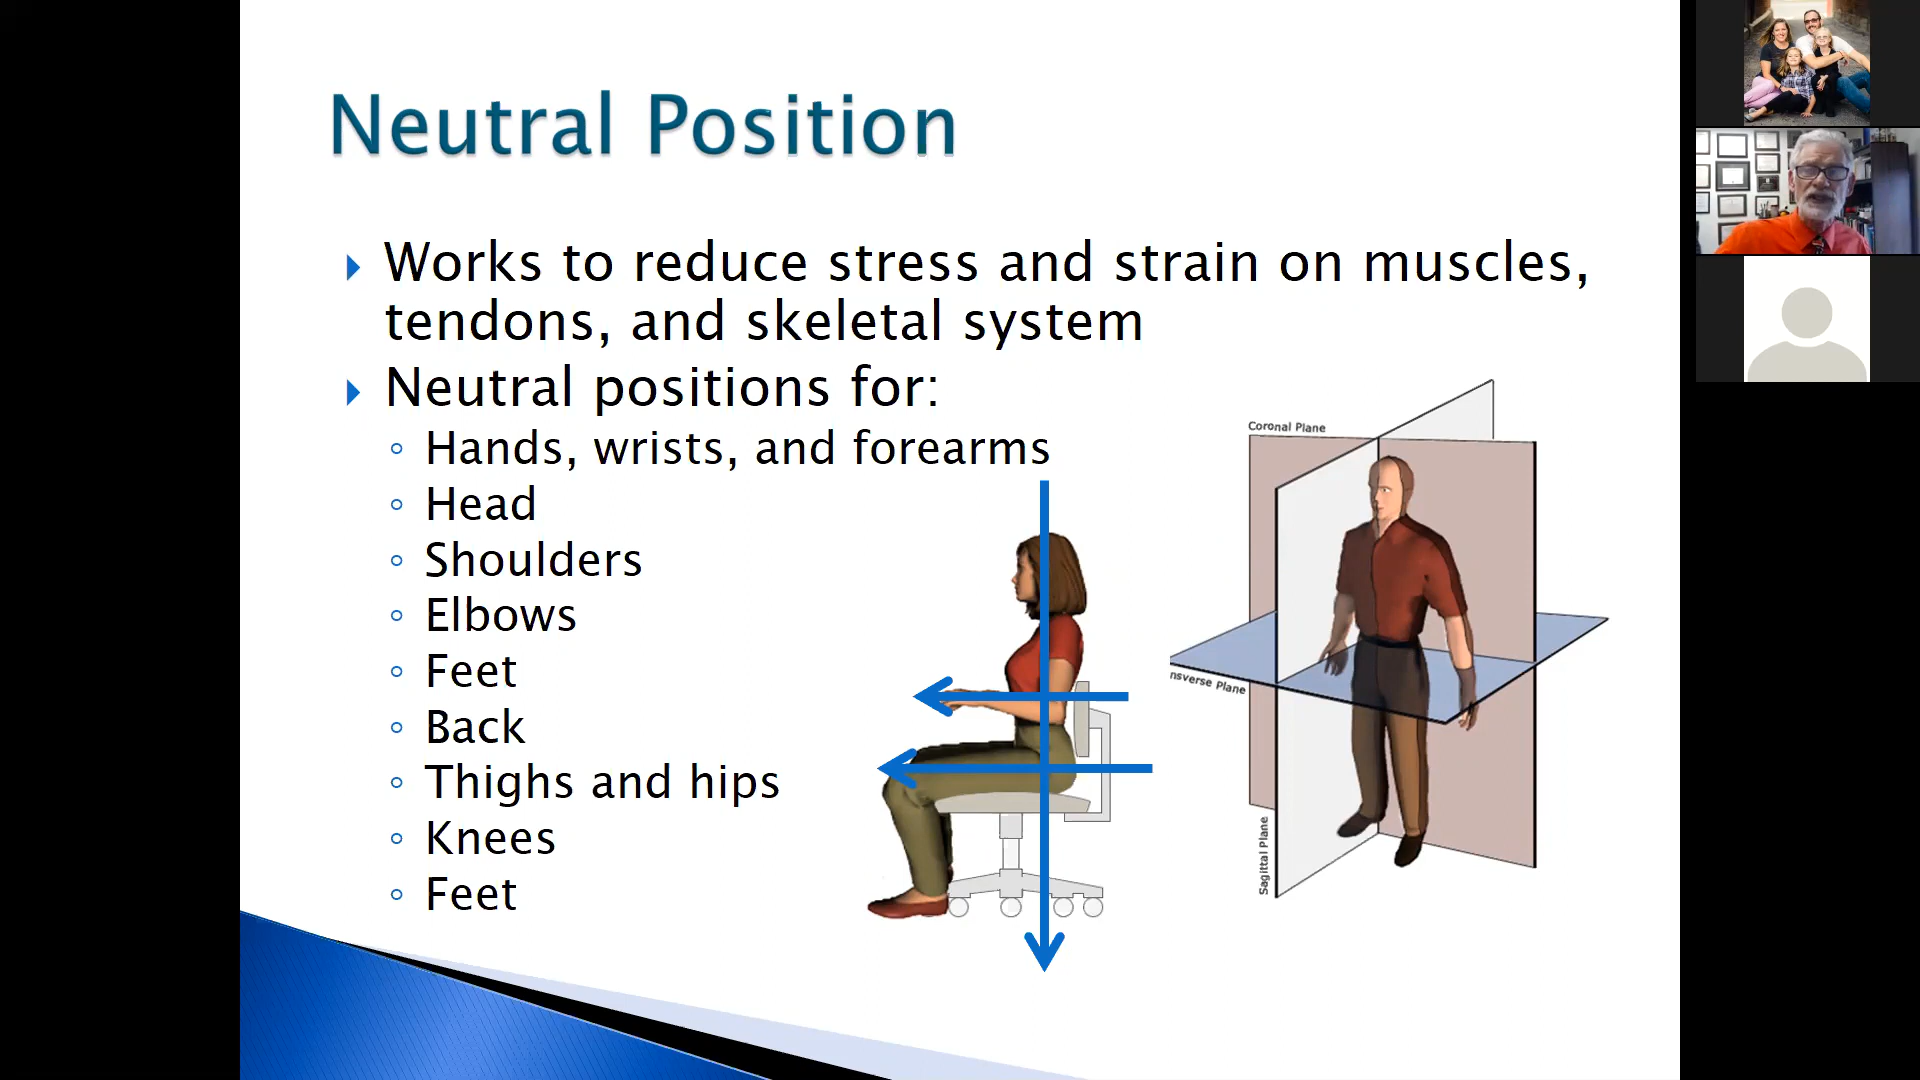 Neutral Position
Works to reduce stress and strain on muscles,
tendons, and skeletal system
Neutral positions for:
Hands, wrists, and forearms
Head
Shoulders
Elbows
Feet
Back
Thighs and hips
Knees
Feet
Coronal Plane
nsverse Plane
Sagittal Plane